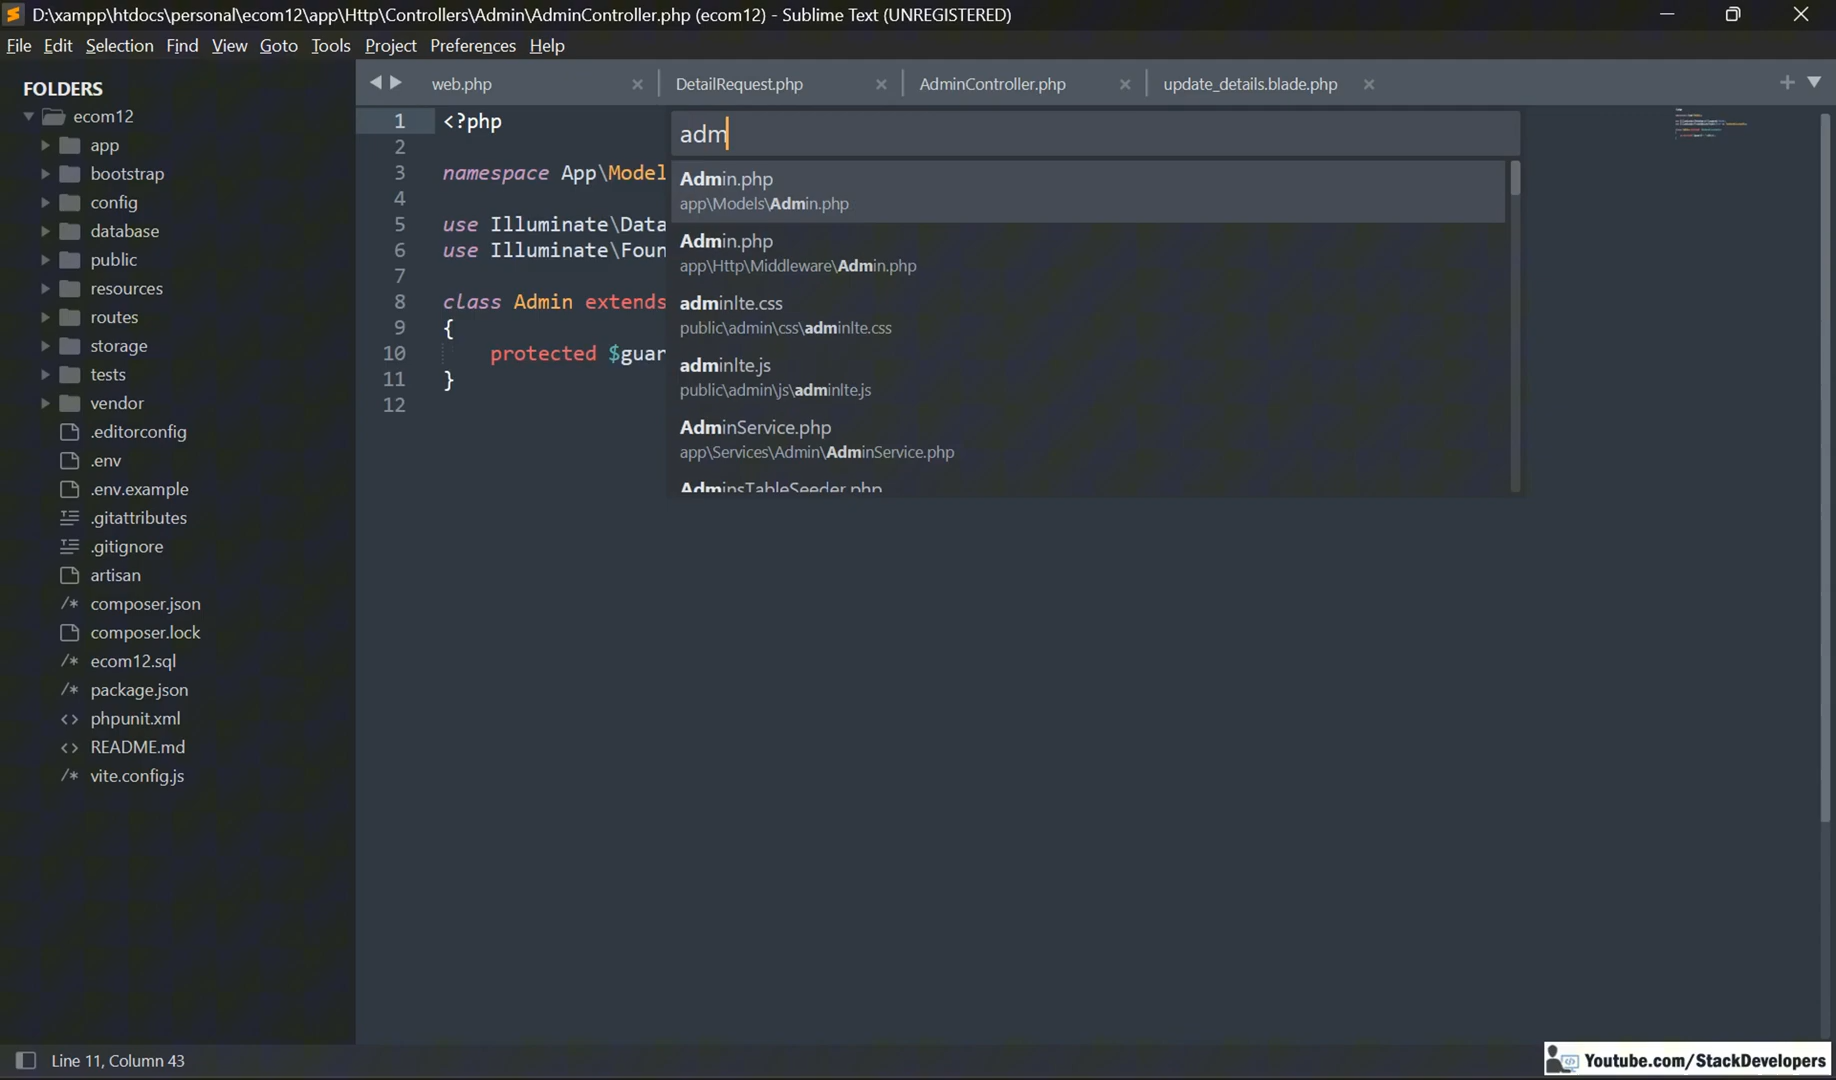 D:\xampp\htdocs\personal\ecom12\app\Http\Controllers\Admin\AdminController.php (ecom12) - Sublime Text (UNREGISTERED)
File Edit Selection Find View Goto Tools Project Preferences Help
FOLDERS
ecom12
app
bootstrap
config
database
public
resources
routes
storage
tests
vendor
.editorconfig
.env
.env.example
.gitattributes
.gitignore
artisan
/* composer.json
composer.lock
/* ecom12.sql
/* package.json
<> phpunit.xml
<> README.md
/* vite.config.js
web.php DetailRequest.php AdminController.php update_details.blade.php
1 <?php
2
3 namespace App\Model
4
5 use Illuminate\Data
6 use Illuminate\Foun
7
8 class Admin extends
9 {
10 protected $guar
11 }
12
adm
Admin.php
app\Models\Admin.php
Admin.php
app\Http\Middleware\Admin.php
adminlte.css
public\admin\css\adminlte.css
adminlte.js
public\admin\js\adminlte.js
AdminService.php
app\Services\Admin\AdminService.php
AdminsTableSeeder.php
Line 11, Column 43
Youtube.com/StackDevelopers